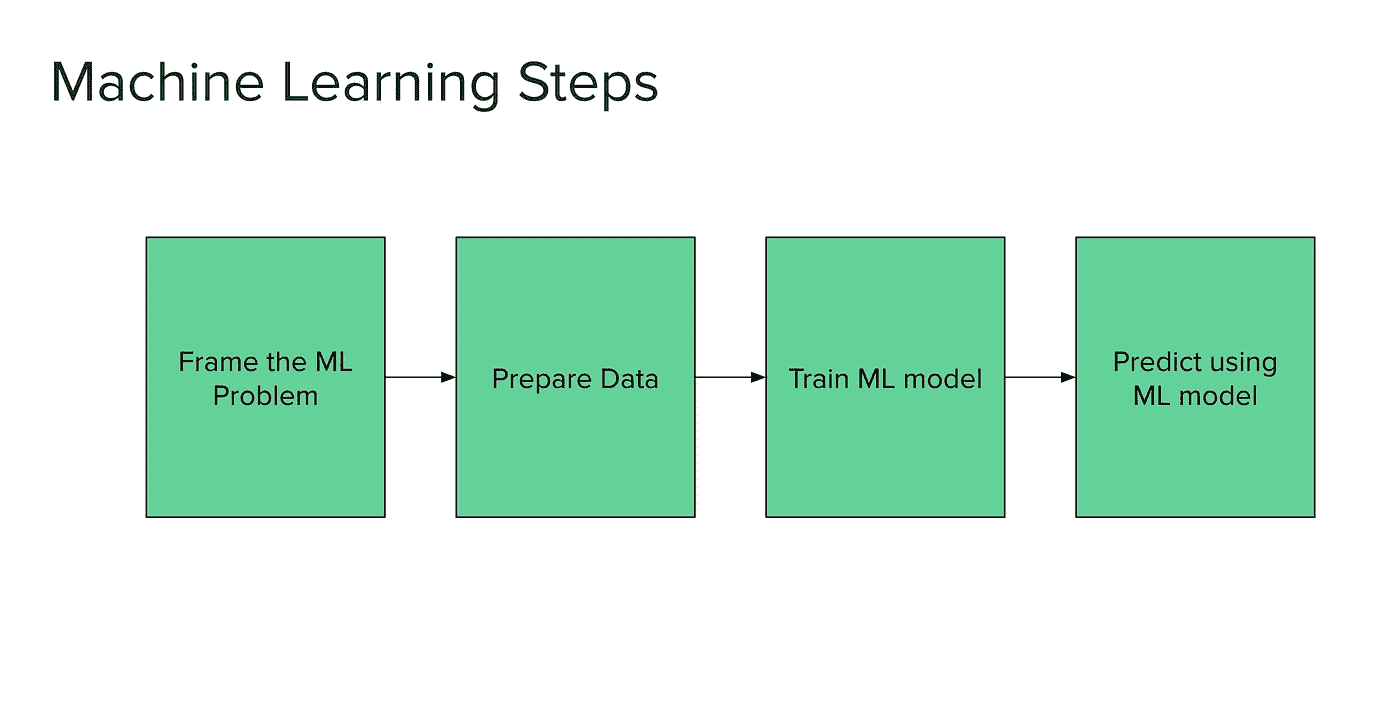 Machine Learning Steps
Frame the ML
Problem
Prepare Data
Train ML model
Predict using
ML model